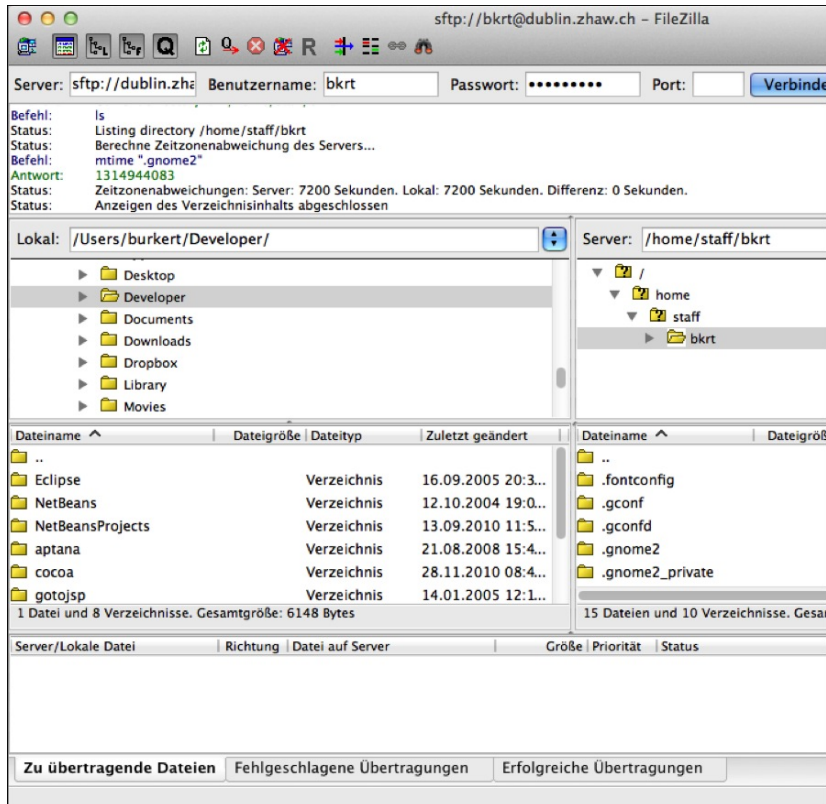 sftp://bkrt@dublin.zhaw.ch - FileZilla
Server: sftp://dublin.zha Benutzername: bkrt Passwort: ••••••••• Port: Verbinde
Befehl: ls
Status: Listing directory /home/staff/bkrt
Status: Berechne Zeitzonenabweichung des Servers...
Befehl: mtime ".gnome2"
Antwort: 1314944083
Status: Zeitzonenabweichungen: Server: 7200 Sekunden. Lokal: 7200 Sekunden. Differenz: 0 Sekunden.
Status: Anzeigen des Verzeichnisinhalts abgeschlossen
Lokal: /Users/burkert/Developer/
Desktop
Developer
Documents
Downloads
Dropbox
Library
Movies
Server: /home/staff/bkrt
/
home
staff
bkrt
Dateiname Dateigröße Dateityp Zuletzt geändert
..
Eclipse Verzeichnis 16.09.2005 20:3...
NetBeans Verzeichnis 12.10.2004 19:0...
NetBeansProjects Verzeichnis 13.09.2010 11:5...
aptana Verzeichnis 21.08.2008 15:4...
cocoa Verzeichnis 28.11.2010 08:4...
gotojsp Verzeichnis 14.01.2005 12:1...
1 Datei und 8 Verzeichnisse. Gesamtgröße: 6148 Bytes
Dateiname Dateigröß
..
.fontconfig
.gconf
.gconfd
.gnome2
.gnome2_private
15 Dateien und 10 Verzeichnisse. Gesar
Server/Lokale Datei Richtung Datei auf Server Größe Priorität Status
Zu übertragende Dateien Fehlgeschlagene Übertragungen Erfolgreiche Übertragungen